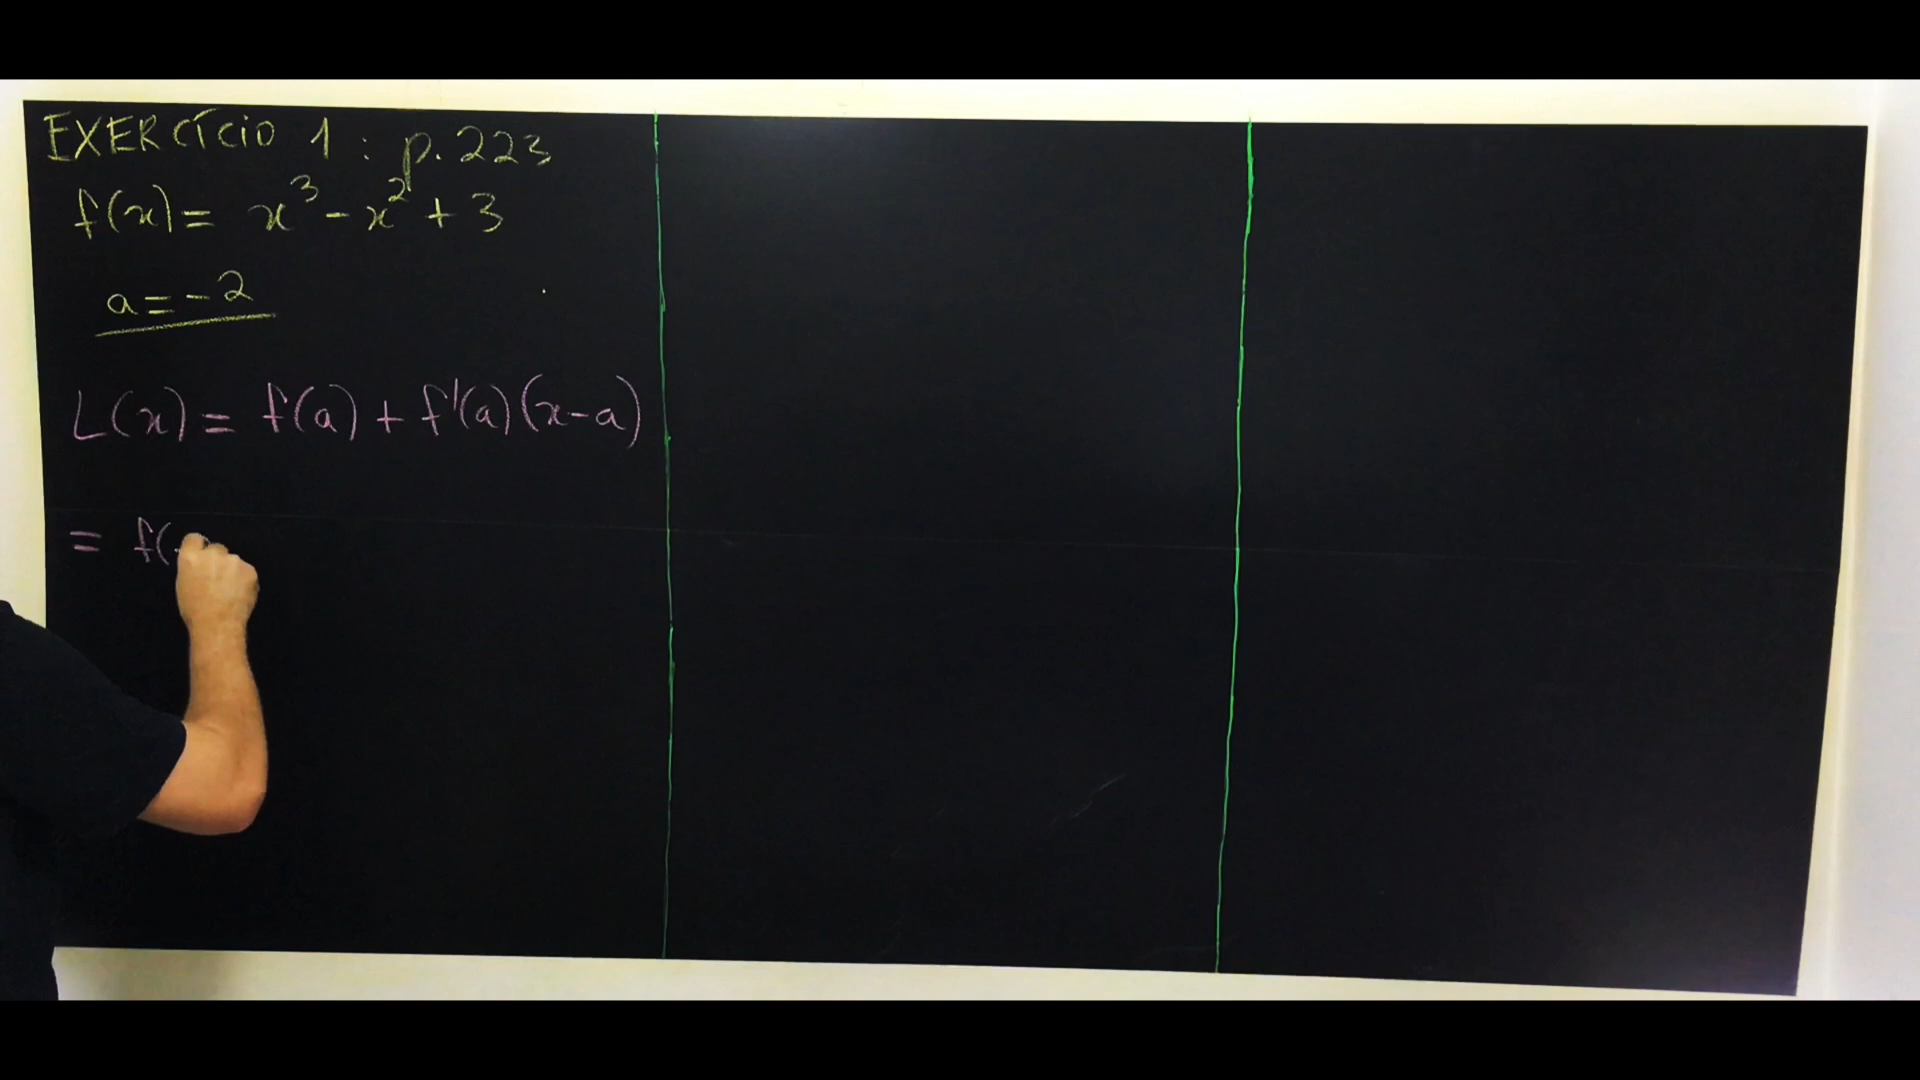 EXERCÍCIO 1 : p. 223
f(x) = x³ - x² + 3
a = -2
L(x) = f(a) + f'(a)(x-a)
= f(